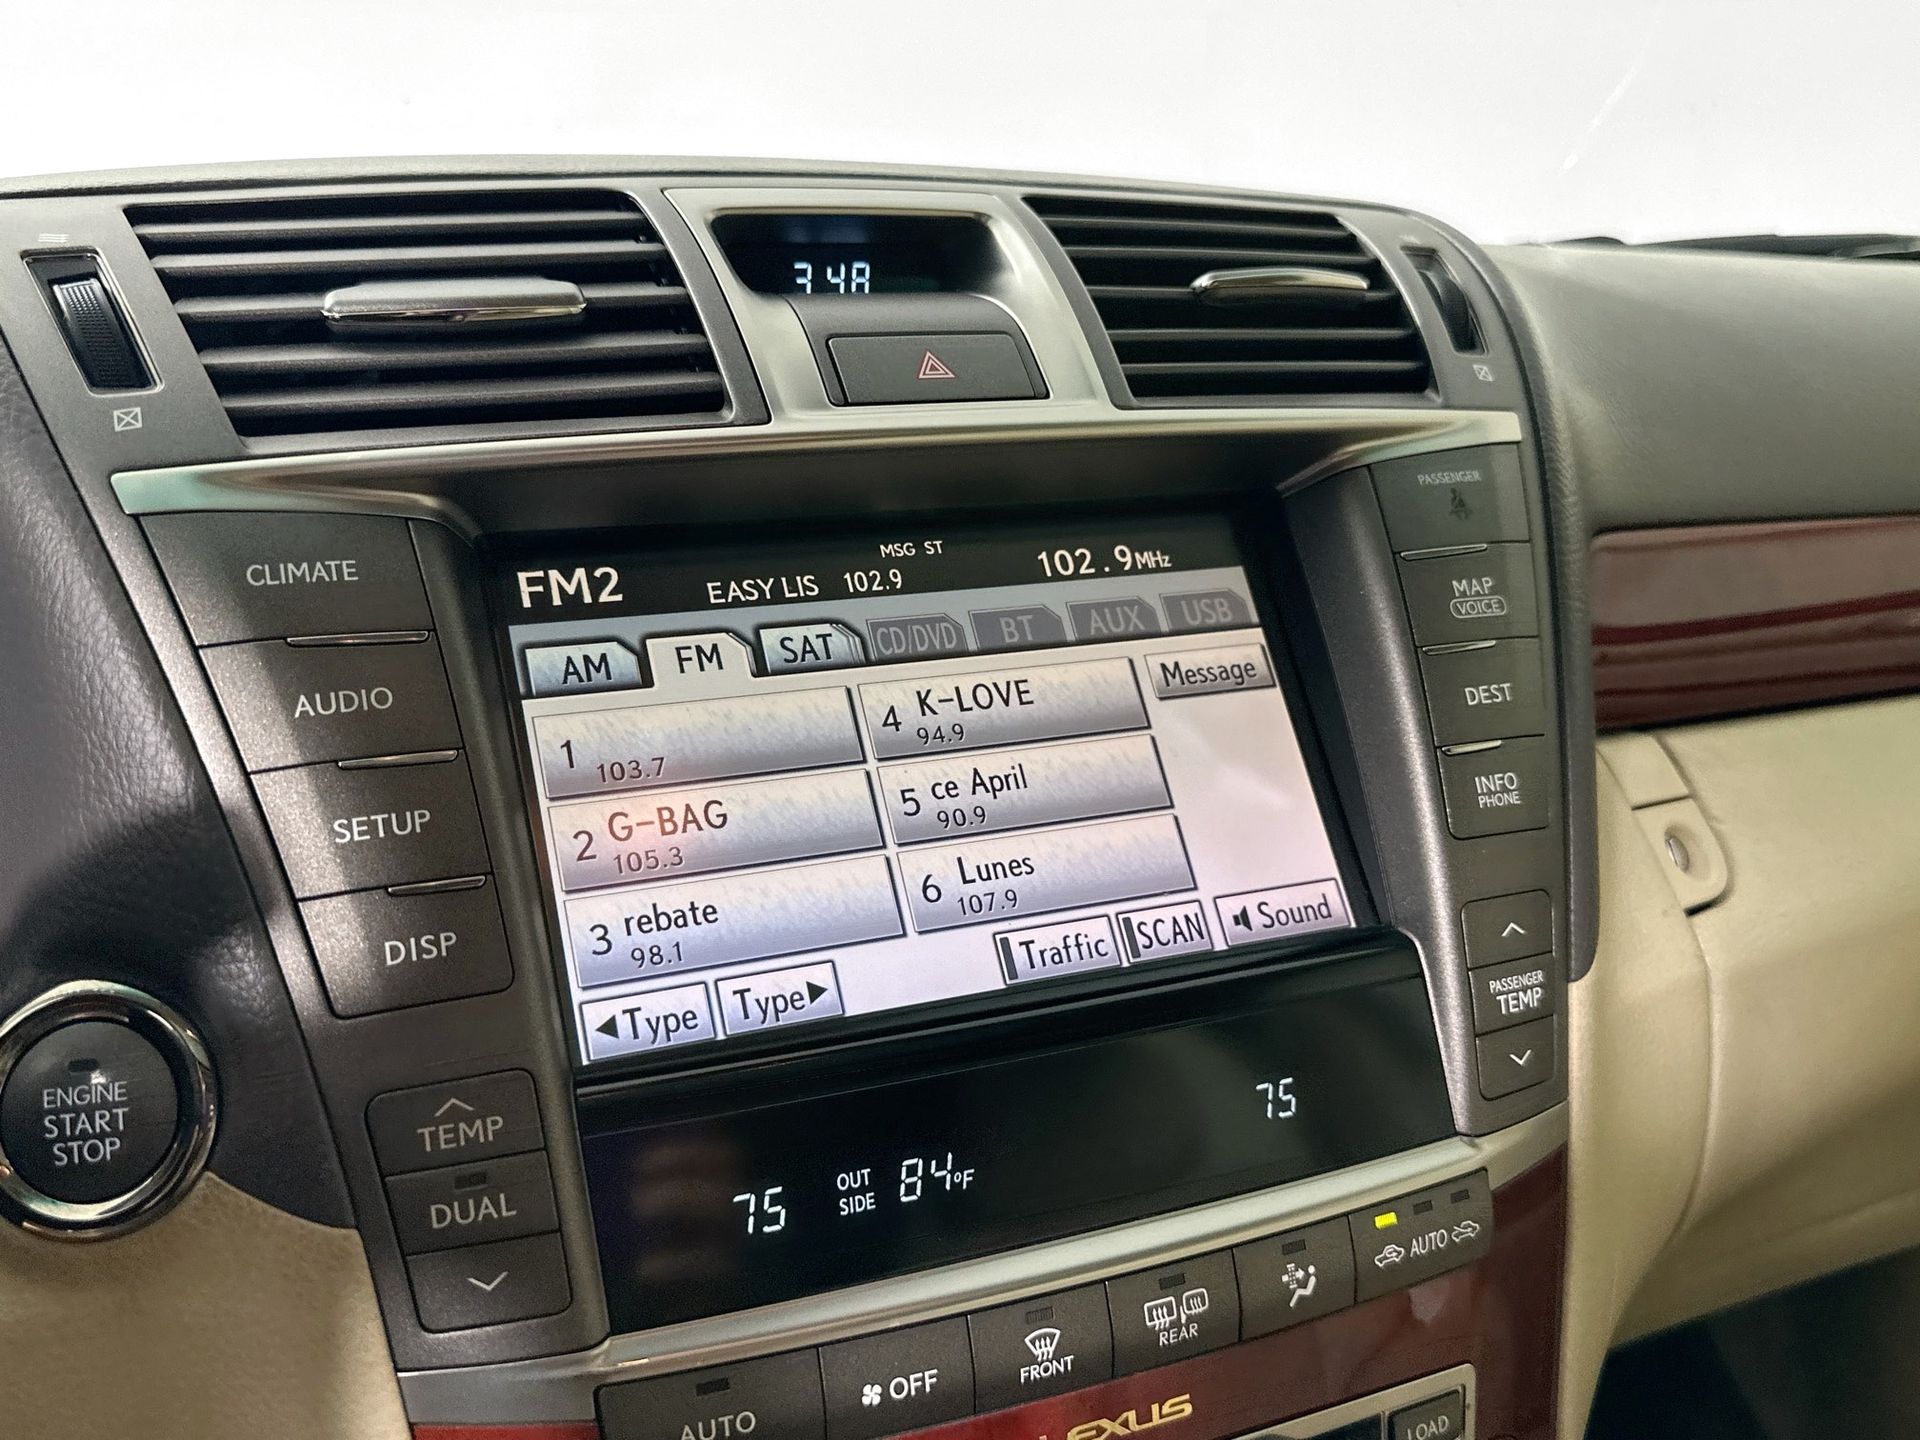 3:48
PASSENGER
CLIMATE
AUDIO
SETUP
DISP
MAP
VOICE
DEST
INFO
PHONE
FM2
MSG ST
EASY LIS 102.9
102.9MHz
AM
FM
SAT
CD/DVD
BT
AUX
USB
1
103.7
2 G-BAG
105.3
3 rebate
98.1
4 K-LOVE
94.9
5 ce April
90.9
6 Lunes
107.9
Message
Traffic
SCAN
Sound
Type
Type
PASSENGER
TEMP
ENGINE
START
STOP
TEMP
DUAL
75
OUT
SIDE
84°F
75
AUTO
OFF
FRONT
REAR
AUTO
LEXUS
LOAD